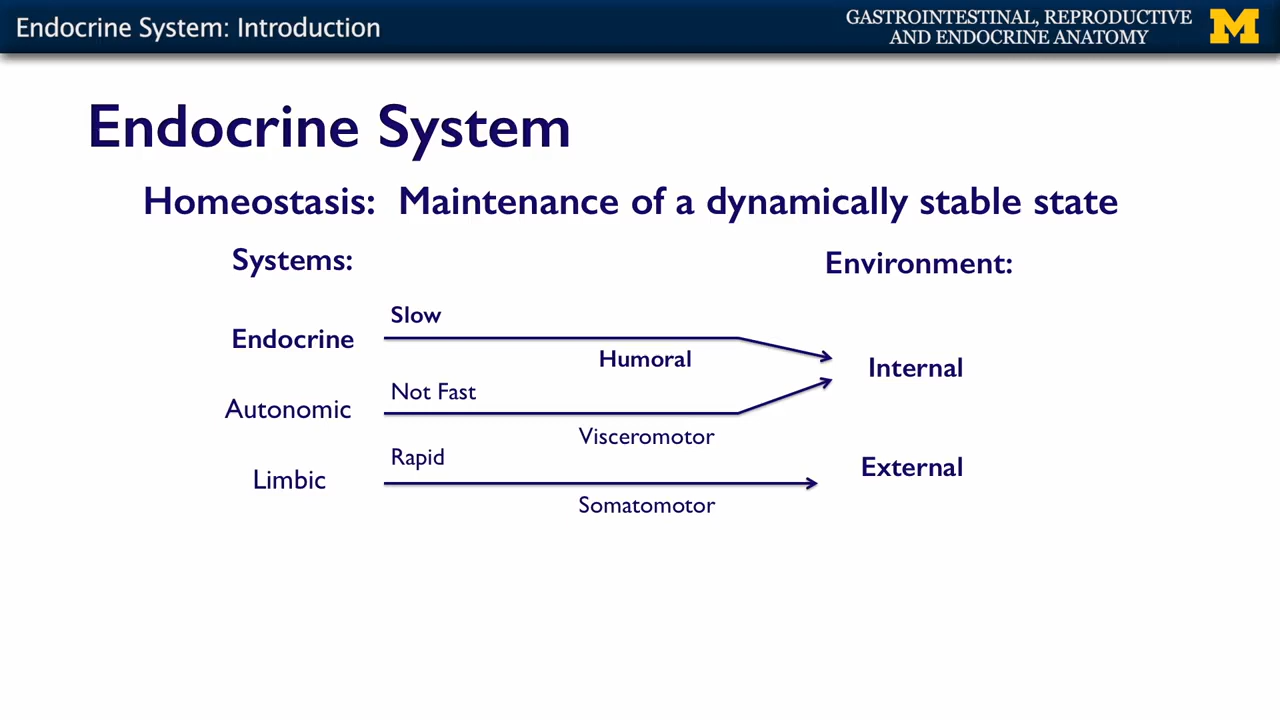 Endocrine System: Introduction
GASTROINTESTINAL, REPRODUCTIVE
AND ENDOCRINE ANATOMY
M
Endocrine System
Homeostasis: Maintenance of a dynamically stable state
Systems:
Environment:
Slow
Endocrine
Humoral
Internal
Not Fast
Autonomic
Visceromotor
Rapid
External
Limbic
Somatomotor